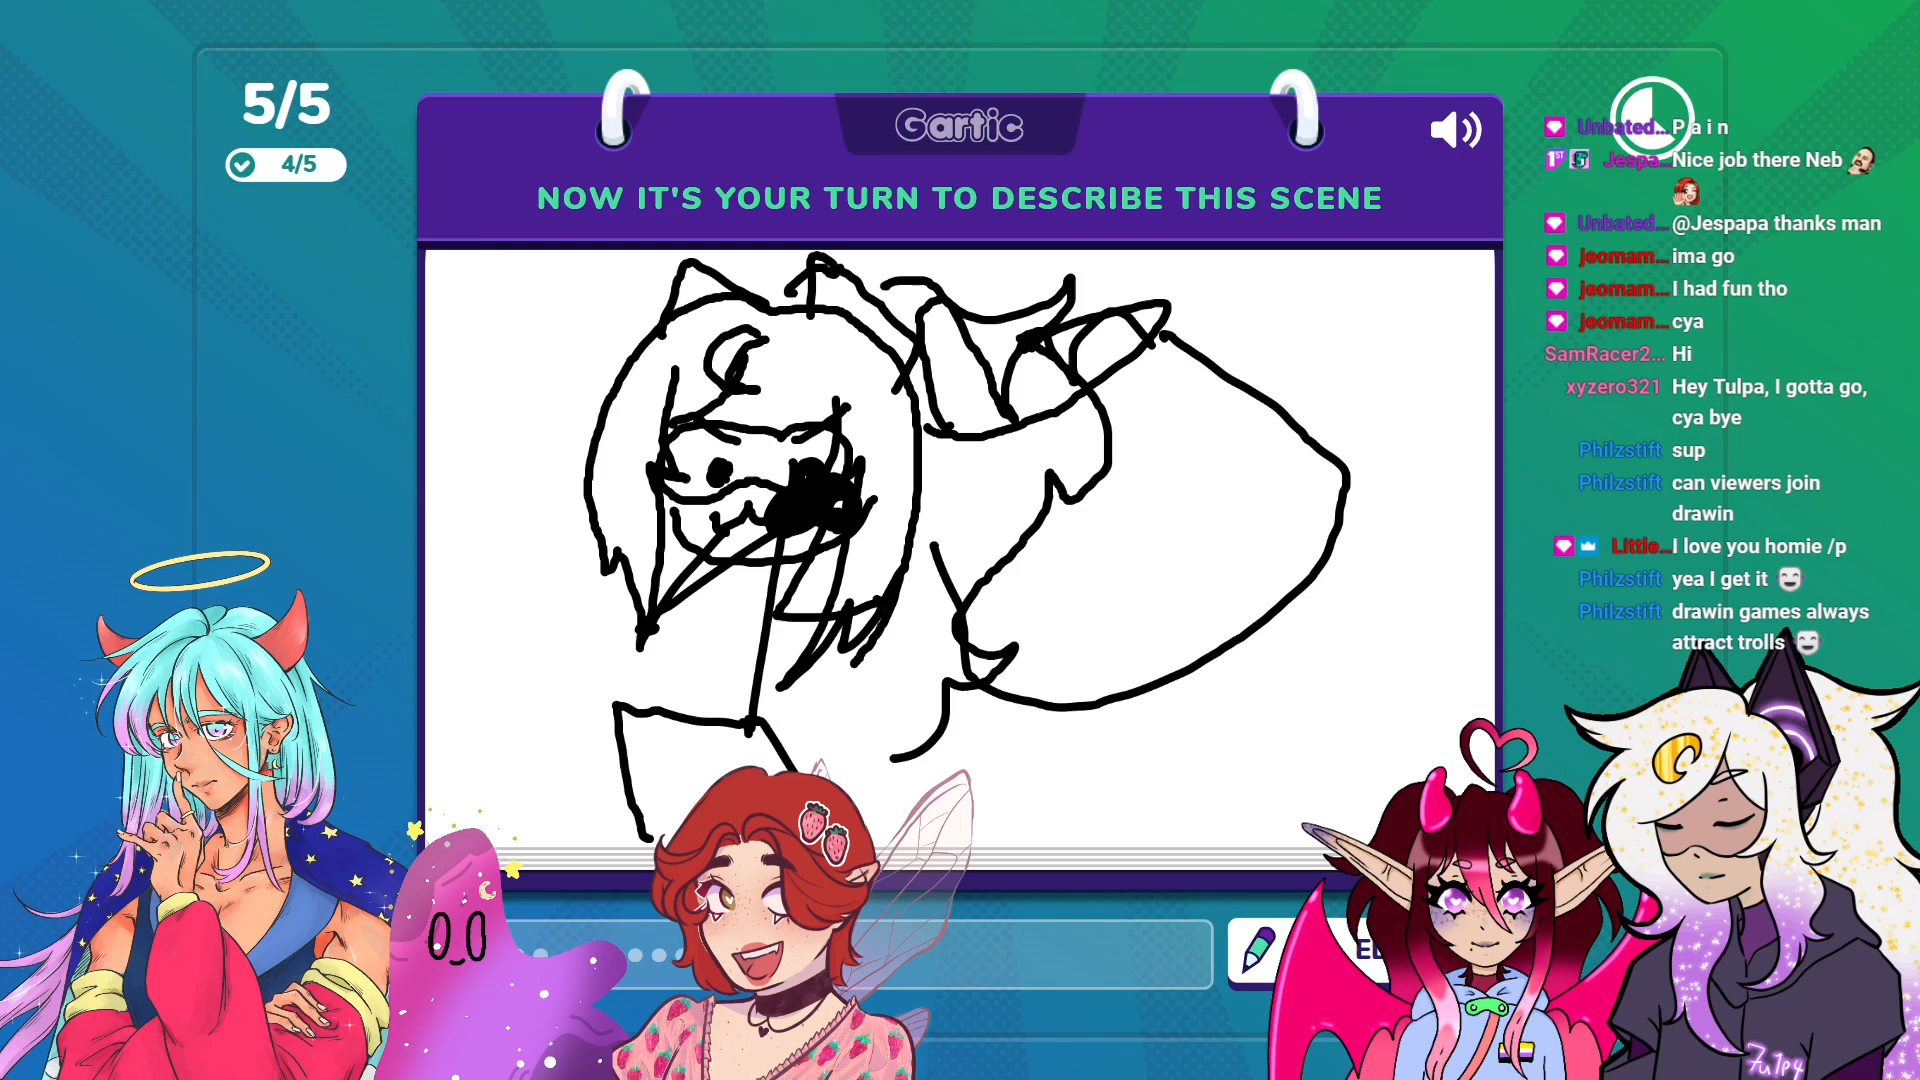 5/5
4/5
Gartic
NOW IT'S YOUR TURN TO DESCRIBE THIS SCENE
Unbated... P a i n
1ST Jespa... Nice job there Neb
Unbated... @Jespapa thanks man
jeomam... ima go
jeomam... I had fun tho
jeomam... cya
SamRacer2... Hi
xyzero321 Hey Tulpa, I gotta go,
cya bye
Philzstift sup
Philzstift can viewers join
drawin
Little... I love you homie /p
Philzstift yea I get it
Philzstift drawin games always
attract trolls